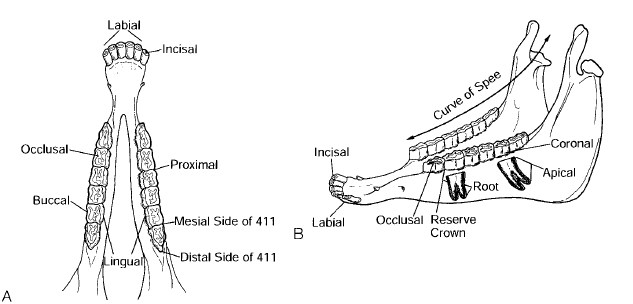 Labial
Incisal
Occlusal
Proximal
Buccal
Mesial Side of 411
Lingual
Distal Side of 411
A
Curve of Spee
Coronal
Incisal
Apical
Root
Labial
Occlusal
Reserve
Crown
B